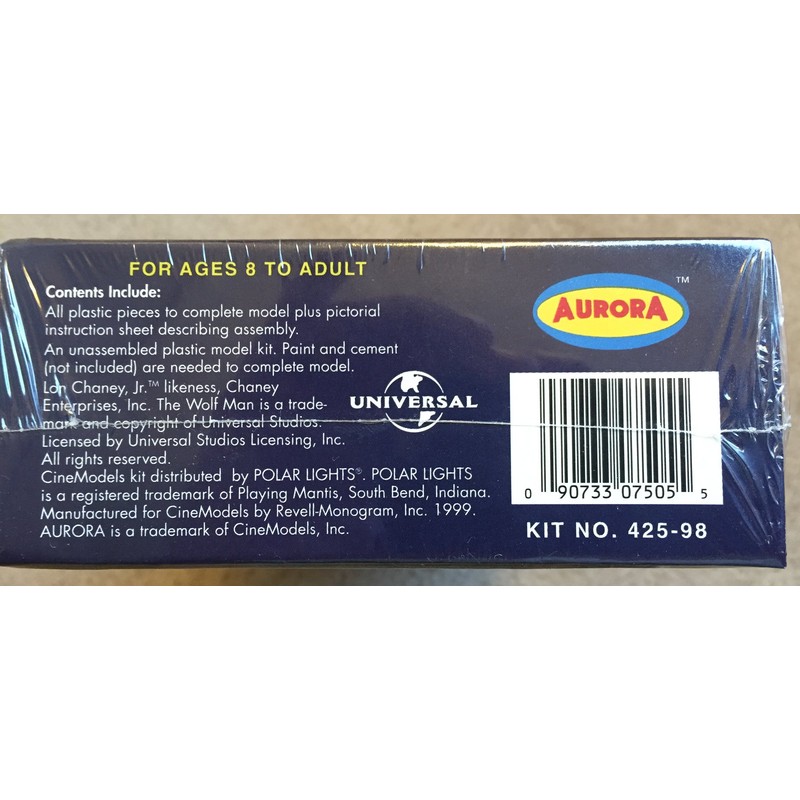 FOR AGES 8 TO ADULT
Contents Include:
All plastic pieces to complete model plus pictorial
instruction sheet describing assembly.
An unassembled plastic model kit. Paint and cement
(not included) are needed to complete model.
Lon Chaney, Jr.™ likeness, Chaney
Enterprises, Inc. The Wolf Man is a trade-
mark and copyright of Universal Studios.
Licensed by Universal Studios Licensing, Inc.
All rights reserved.
CineModels kit distributed by POLAR LIGHTS®. POLAR LIGHTS
is a registered trademark of Playing Mantis, South Bend, Indiana.
Manufactured for CineModels by Revell-Monogram, Inc. 1999.
AURORA is a trademark of CineModels, Inc.
UNIVERSAL
AURORA ™
0 90733 07505 5
KIT NO. 425-98